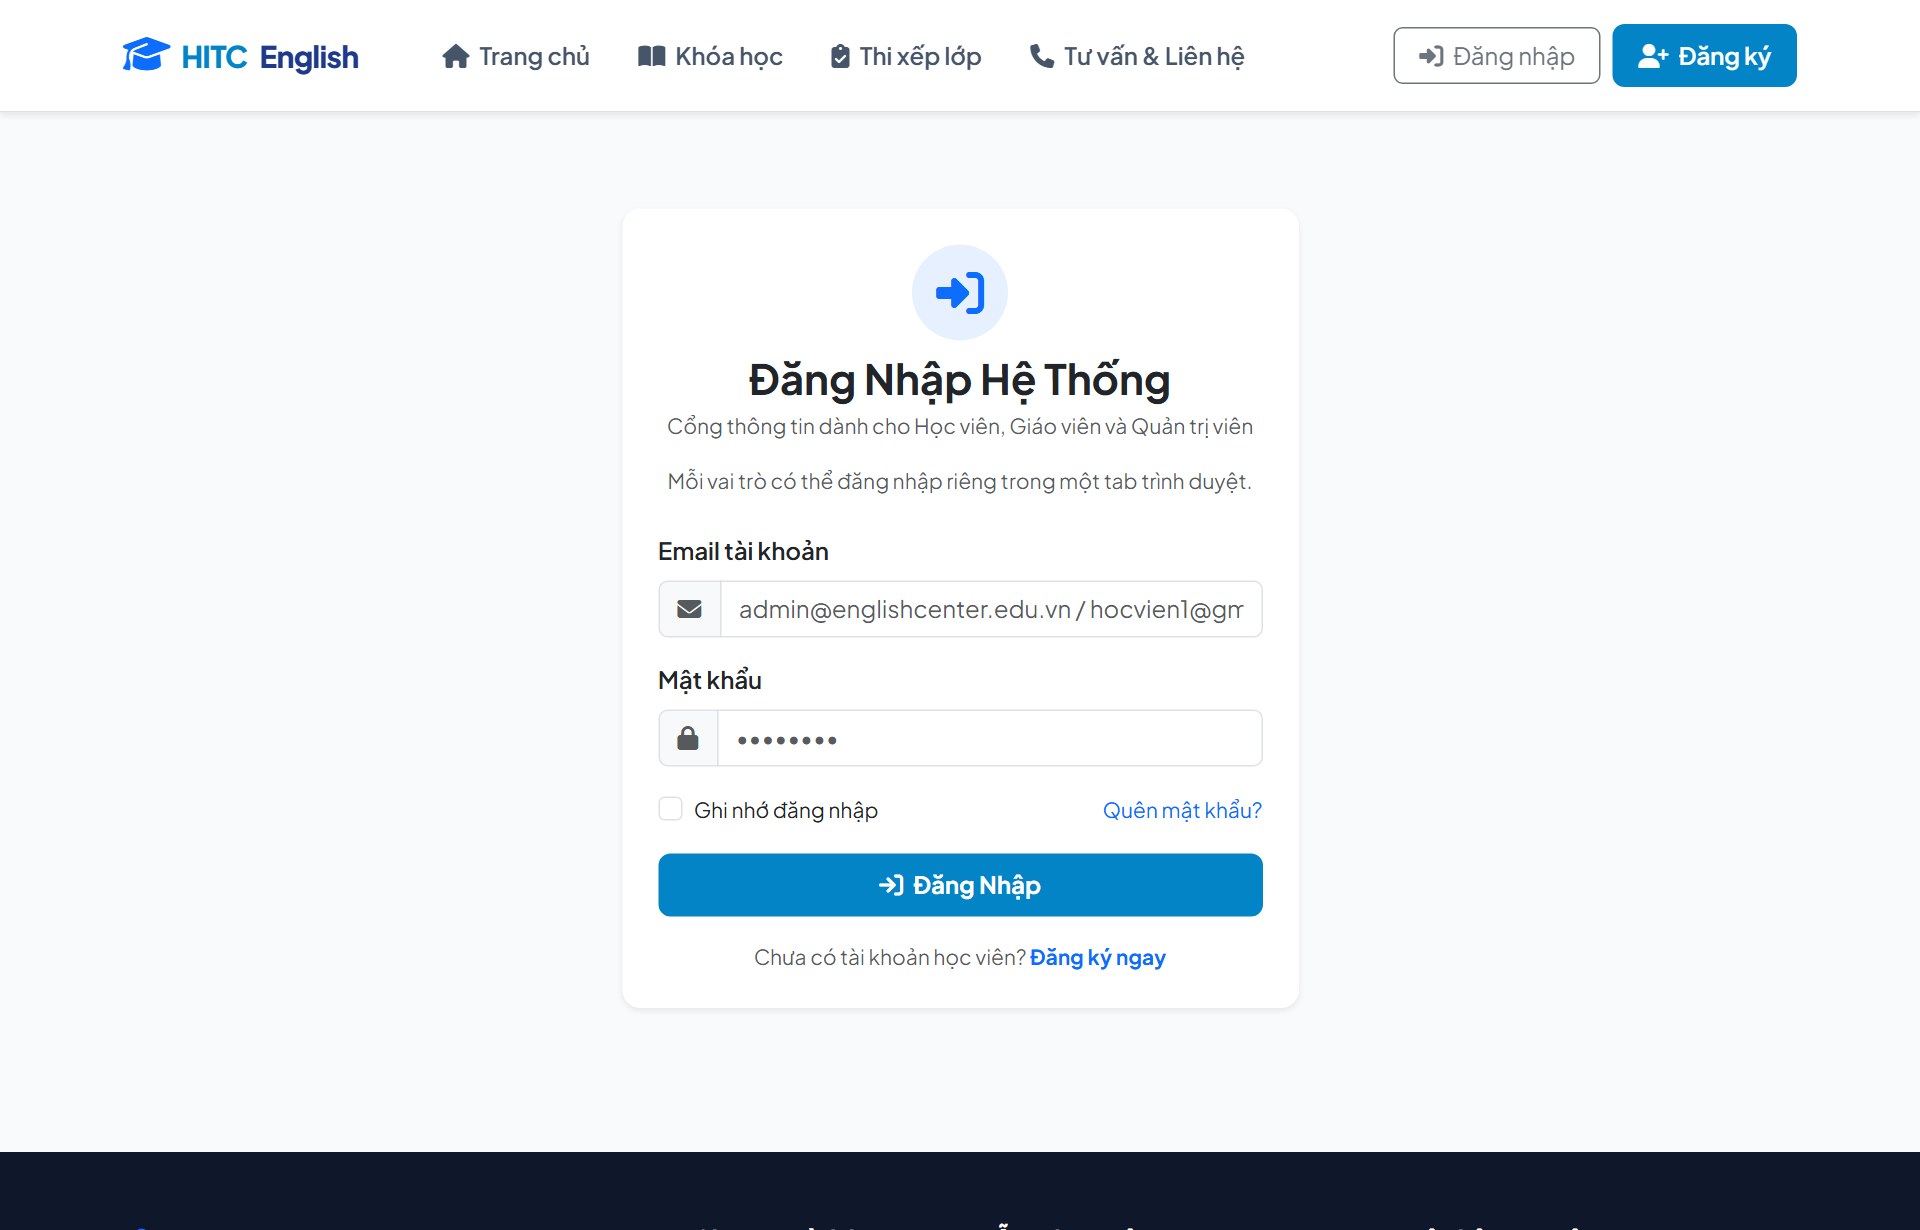 HITC English
Trang chủ
Khóa học
Thi xếp lớp
Tư vấn & Liên hệ
Đăng nhập
Đăng ký
Đăng Nhập Hệ Thống
Cổng thông tin dành cho Học viên, Giáo viên và Quản trị viên
Mỗi vai trò có thể đăng nhập riêng trong một tab trình duyệt.
Email tài khoản
admin@englishcenter.edu.vn / hocvien1@gm
Mật khẩu
••••••••
Ghi nhớ đăng nhập
Quên mật khẩu?
Đăng Nhập
Chưa có tài khoản học viên? Đăng ký ngay